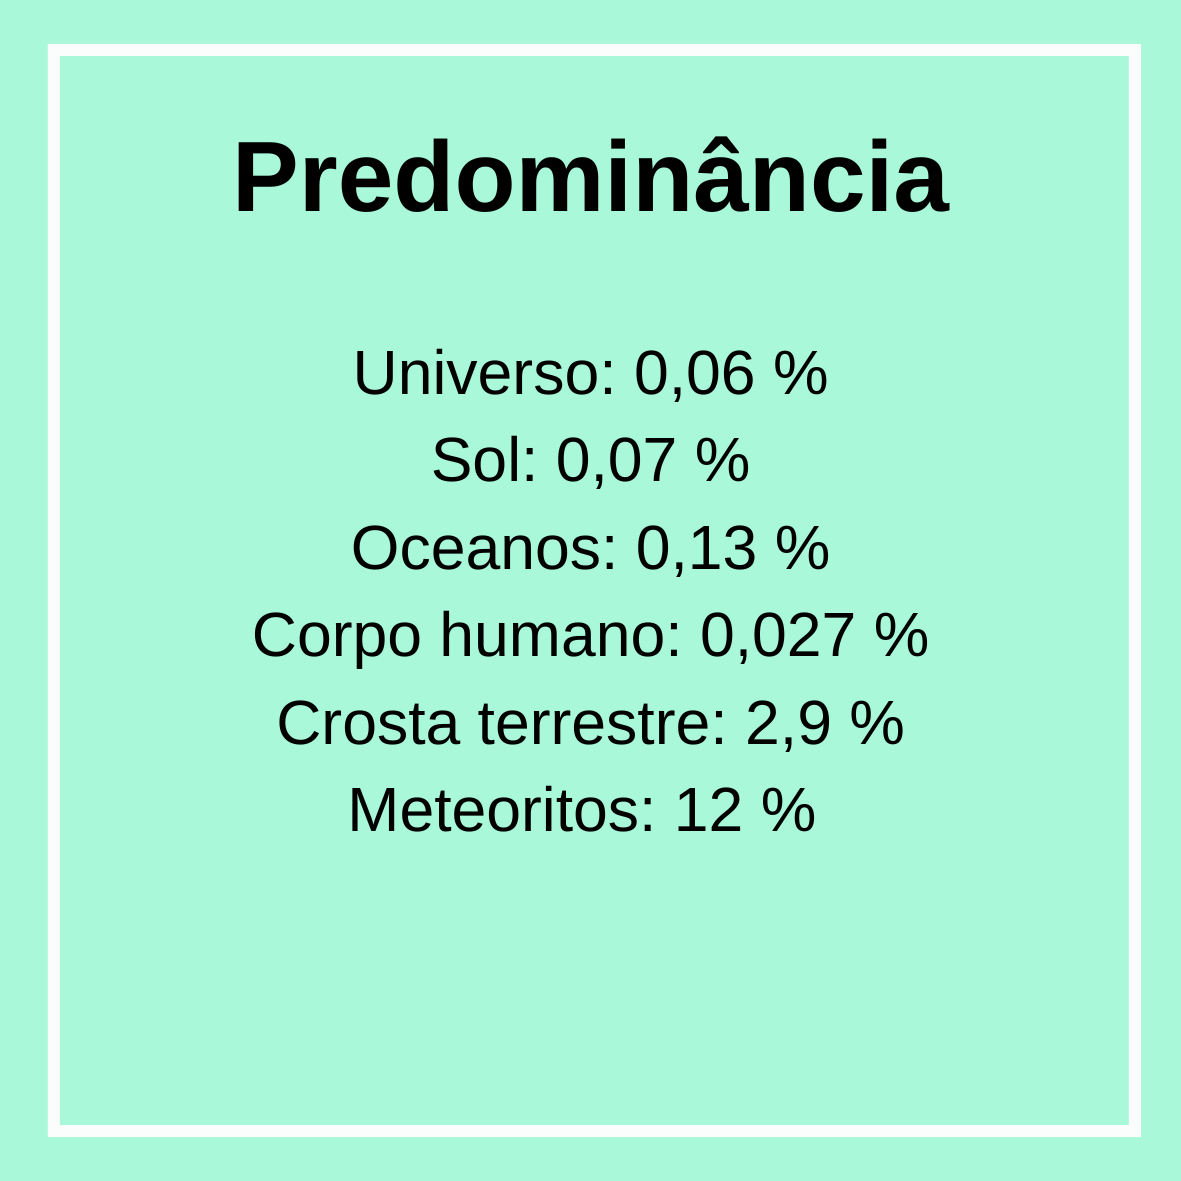 Predominância
Universo: 0,06 %
Sol: 0,07 %
Oceanos: 0,13 %
Corpo humano: 0,027 %
Crosta terrestre: 2,9 %
Meteoritos: 12 %